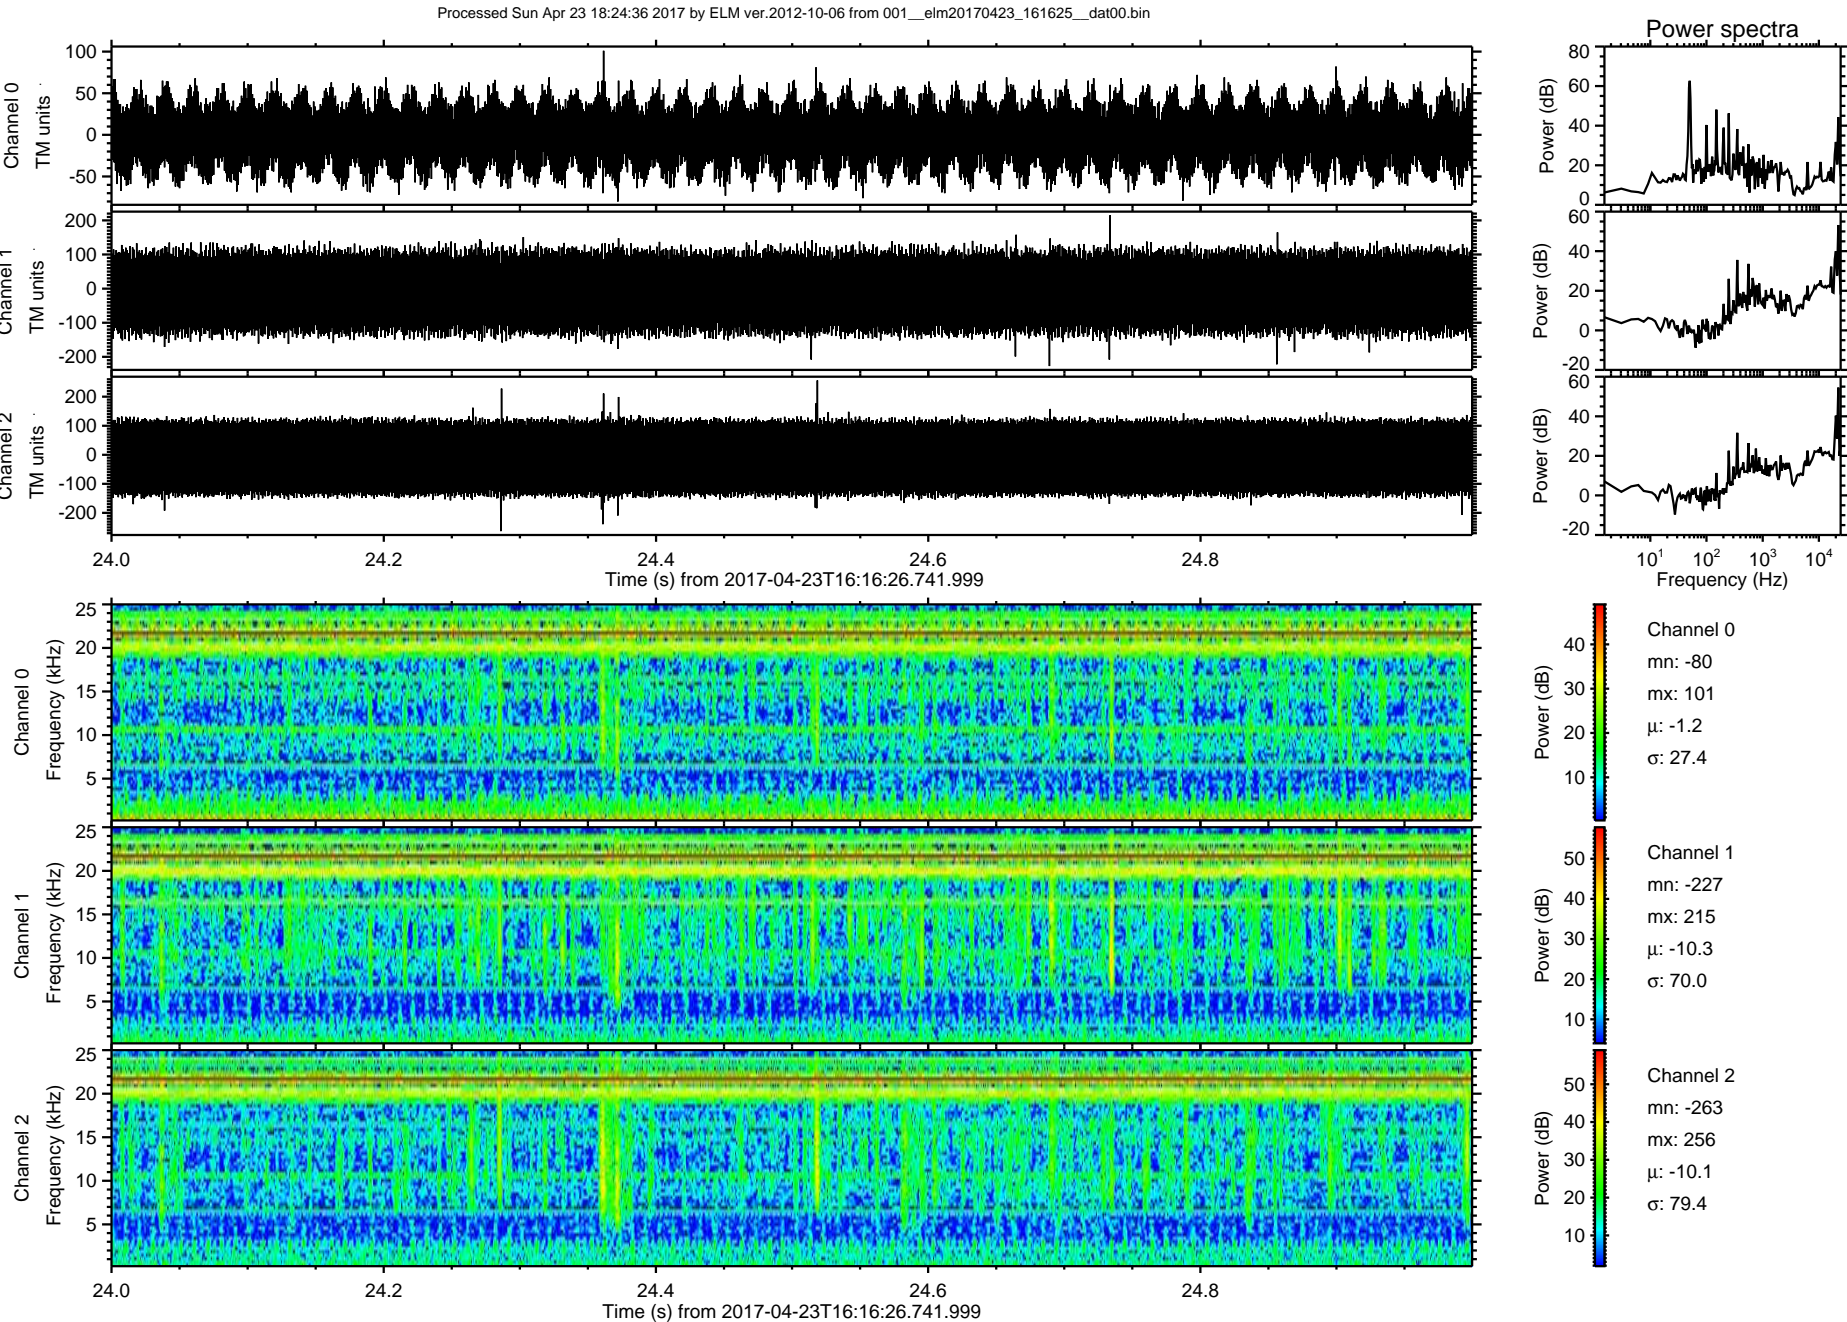 Processed Sun Apr 23 18:24:36 2017 by ELM ver.2012-10-06 from 001__elm20170423_161625__dat00.bin
Power spectra
Channel 0
TM units
100
50
0
-50
Power (dB)
80
60
40
20
0
Channel 1
TM units
200
100
0
-100
-200
Power (dB)
60
40
20
0
-20
Channel 2
TM units
200
100
0
-100
-200
Power (dB)
60
40
20
0
-20
24.0 24.2 24.4 24.6 24.8
Time (s) from 2017-04-23T16:16:26.741.999
10¹ 10² 10³ 10⁴
Frequency (Hz)
Channel 0
Frequency (kHz)
25
20
15
10
5
Power (dB)
40
30
20
10
Channel 0
mn: -80
mx: 101
µ: -1.2
σ: 27.4
Channel 1
Frequency (kHz)
25
20
15
10
5
Power (dB)
50
40
30
20
10
Channel 1
mn: -227
mx: 215
µ: -10.3
σ: 70.0
Channel 2
Frequency (kHz)
25
20
15
10
5
Power (dB)
50
40
30
20
10
Channel 2
mn: -263
mx: 256
µ: -10.1
σ: 79.4
24.0 24.2 24.4 24.6 24.8
Time (s) from 2017-04-23T16:16:26.741.999